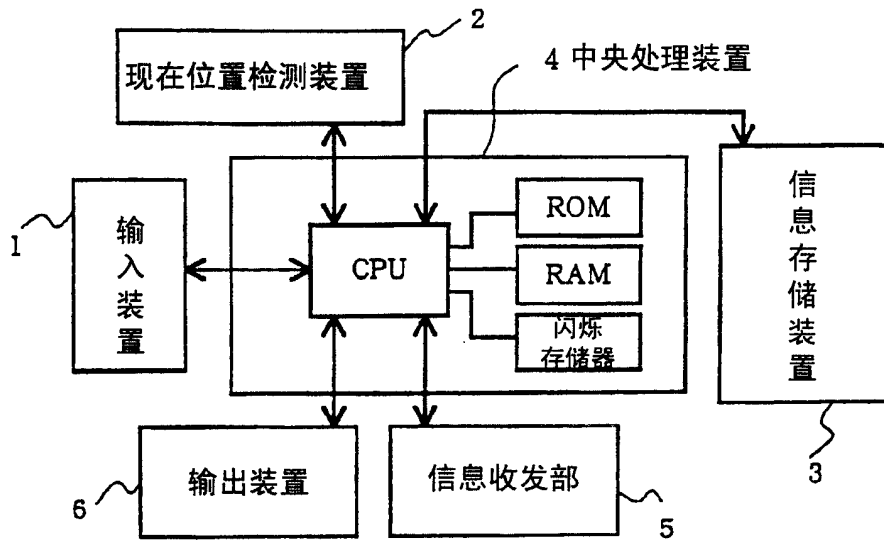 2
现在位置检测装置
4 中央处理装置
1
输入装置
CPU
ROM
RAM
闪烁
存储器
信息存储装置
3
输出装置
6
信息收发部
5